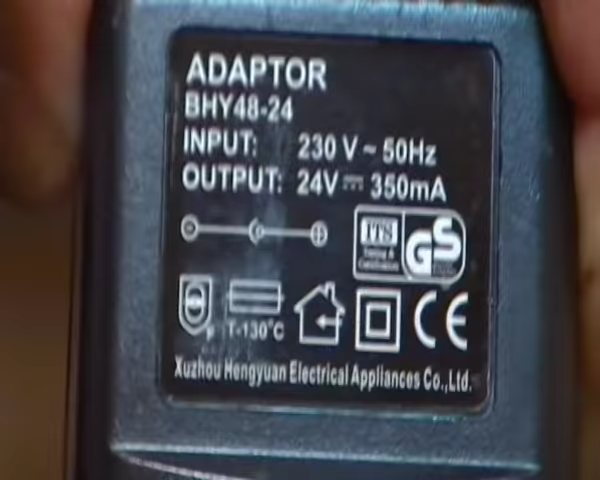 ADAPTOR
BHY48-24
INPUT: 230 V ~ 50Hz
OUTPUT: 24V⎓ 350mA
ITS
GS
T-130°C
CE
Xuzhou Hengyuan Electrical Appliances Co.,Ltd.